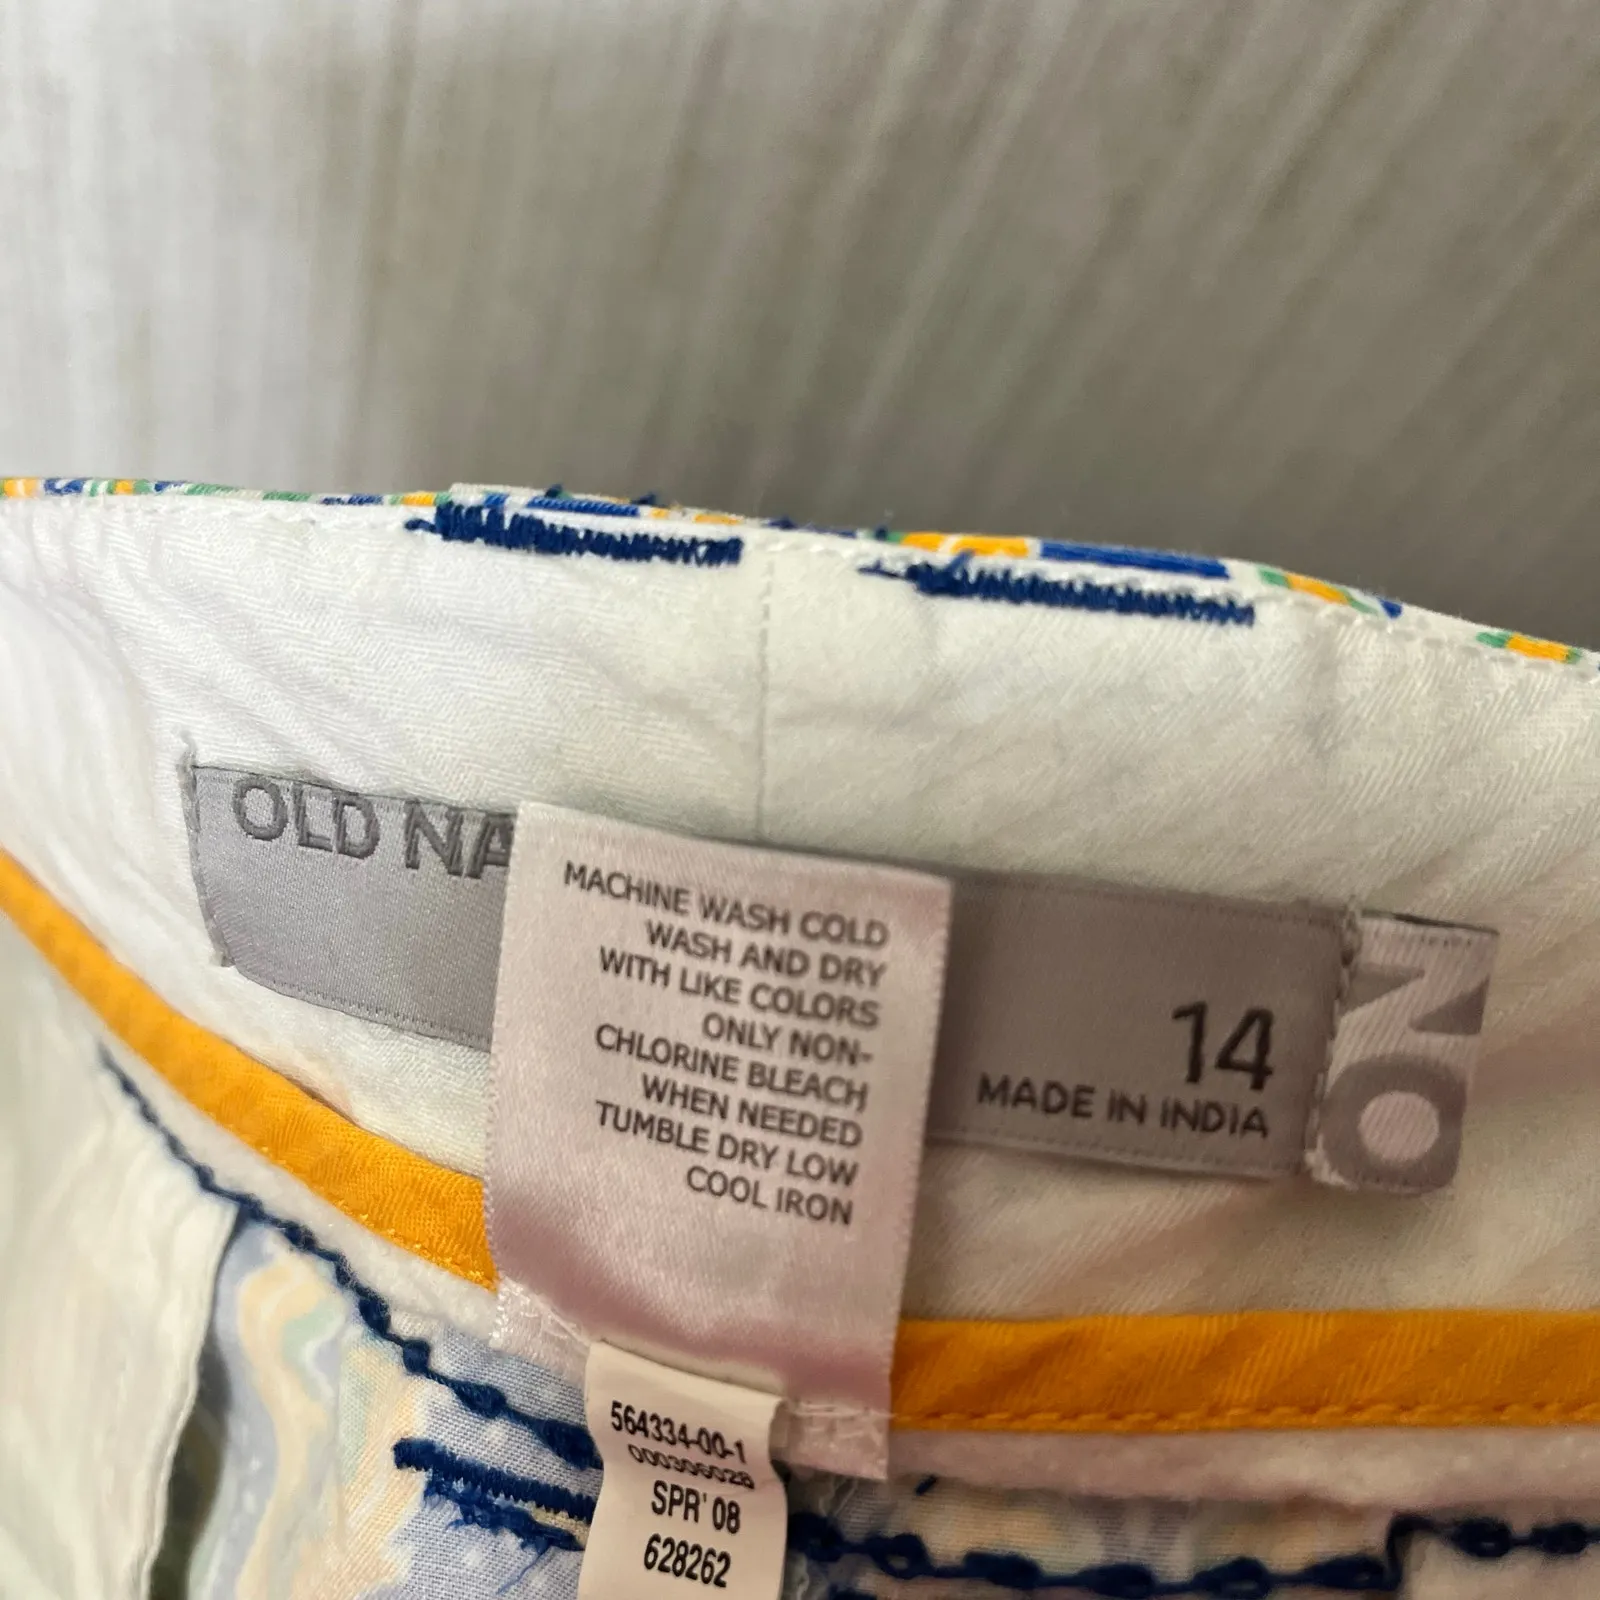 OLD NA
MACHINE WASH COLD
WASH AND DRY
WITH LIKE COLORS
ONLY NON-
CHLORINE BLEACH
WHEN NEEDED
TUMBLE DRY LOW
COOL IRON
14
MADE IN INDIA
ON
564334-00-1
000306028
SPR' 08
628262